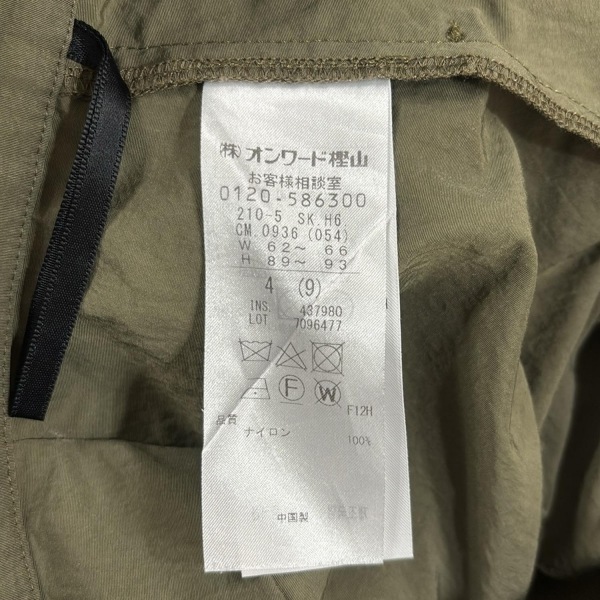 (株)オンワード樫山
お客様相談室
0120-586300
210-5 SK.H6
CM.0936 (054)
W. 62～ 66
H 89～ 93
4 (9)
INS. 437980
LOT 7096477
F
W
F12H
品質
ナイロン 100%
中国製